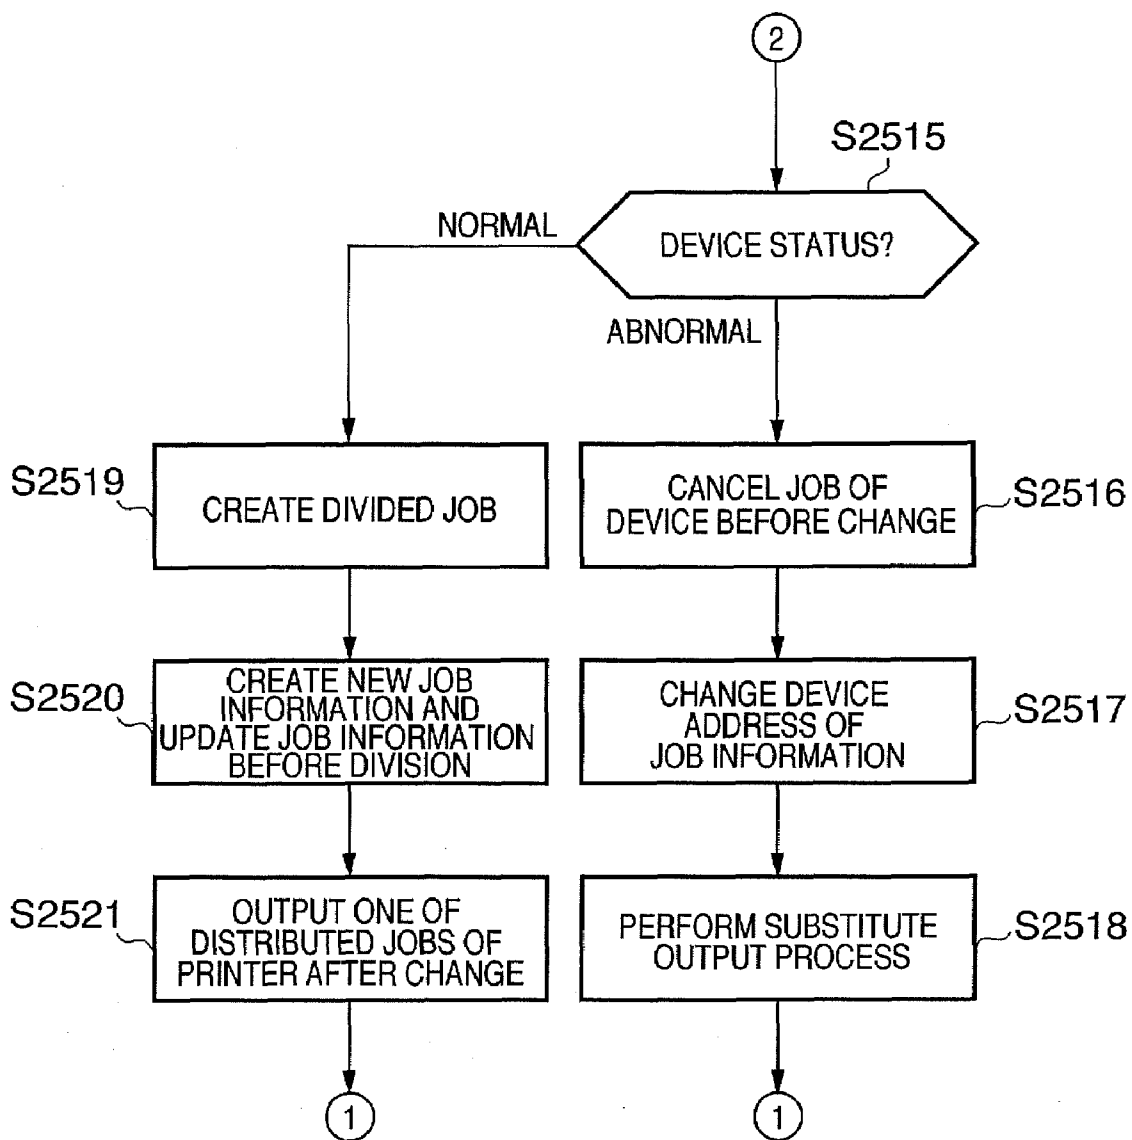 2
S2515
DEVICE STATUS?
NORMAL
ABNORMAL
S2519
CREATE DIVIDED JOB
CANCEL JOB OF
DEVICE BEFORE CHANGE
S2516
S2520
CREATE NEW JOB
INFORMATION AND
UPDATE JOB INFORMATION
BEFORE DIVISION
CHANGE DEVICE
ADDRESS OF
JOB INFORMATION
S2517
S2521
OUTPUT ONE OF
DISTRIBUTED JOBS OF
PRINTER AFTER CHANGE
PERFORM SUBSTITUTE
OUTPUT PROCESS
S2518
1
1